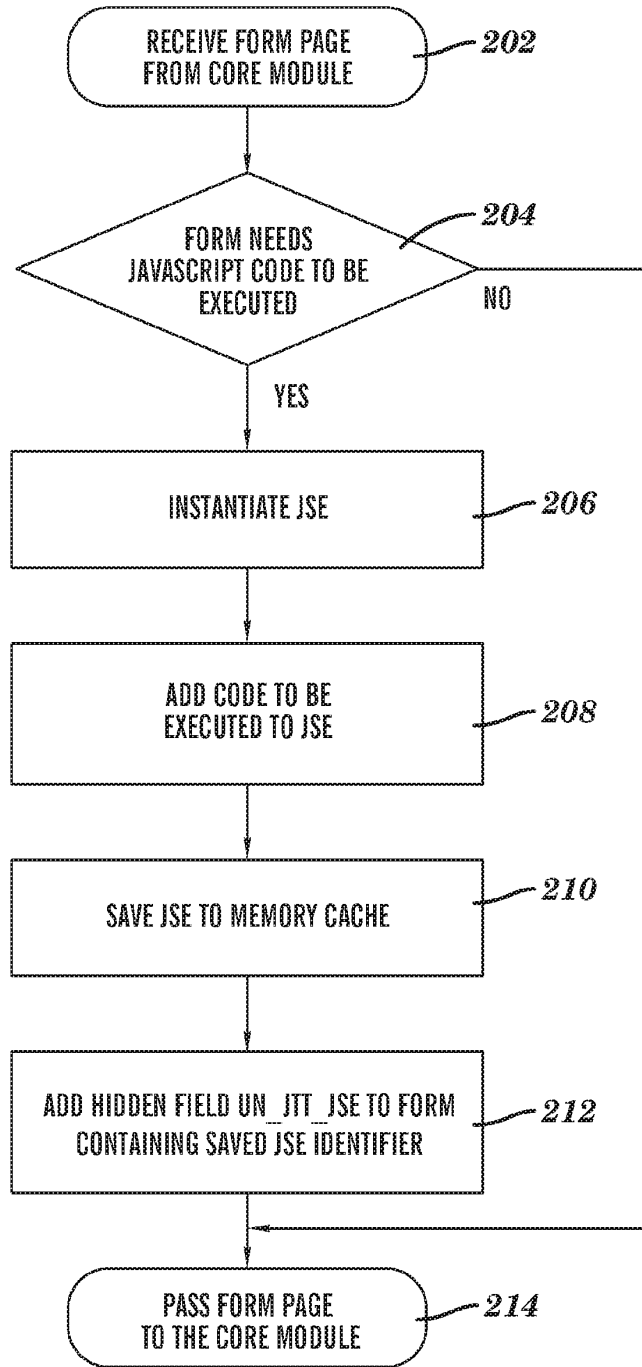 RECEIVE FORM PAGE
FROM CORE MODULE
202
204
FORM NEEDS
JAVASCRIPT CODE TO BE
EXECUTED
NO
YES
INSTANTIATE JSE
206
ADD CODE TO BE
EXECUTED TO JSE
208
SAVE JSE TO MEMORY CACHE
210
ADD HIDDEN FIELD UN_JTT_JSE TO FORM
CONTAINING SAVED JSE IDENTIFIER
212
PASS FORM PAGE
TO THE CORE MODULE
214